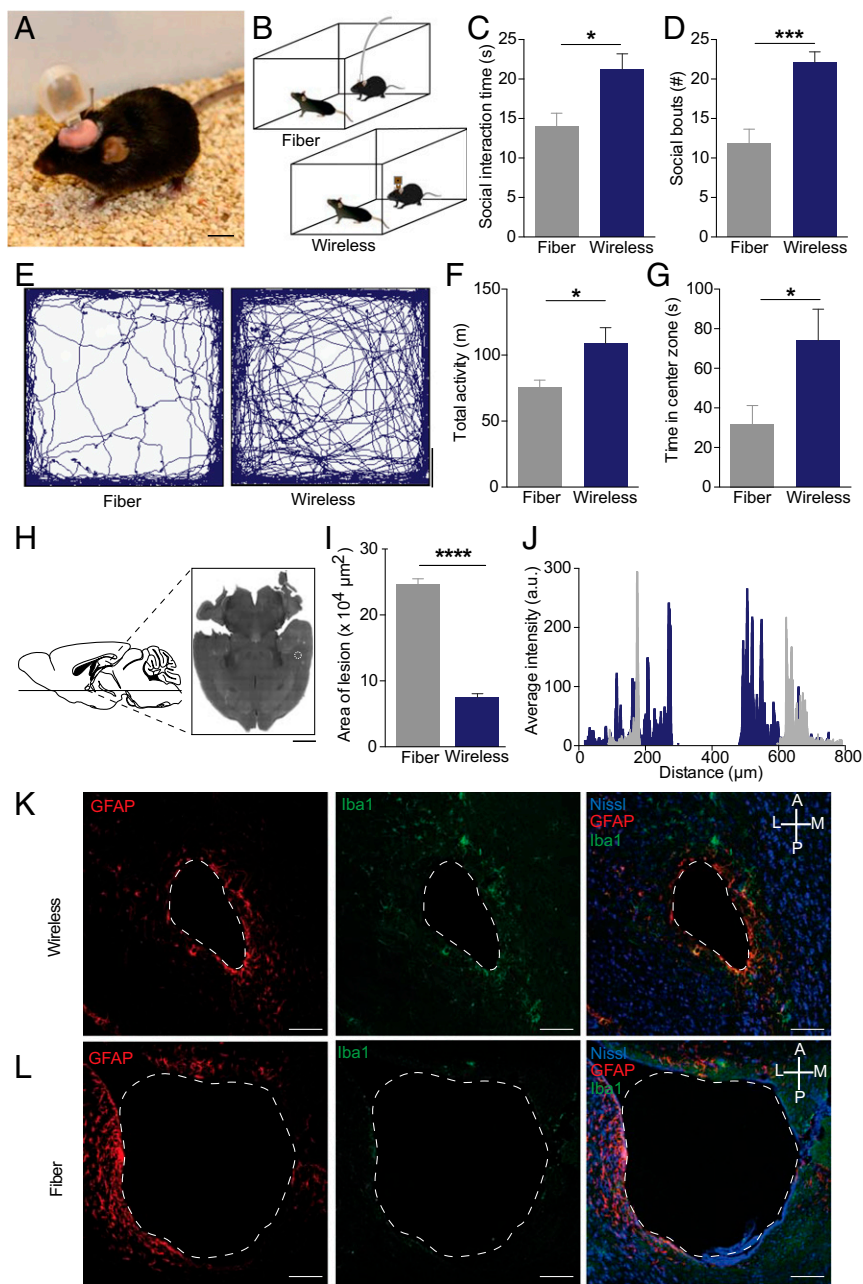 A
B
Fiber
Wireless
C
Social interaction time (s)
25
20
15
10
5
0
*
Fiber Wireless
D
Social bouts (#)
25
20
15
10
5
0
***
Fiber Wireless
E
Fiber
Wireless
F
Total activity (m)
150
100
50
0
*
Fiber Wireless
G
Time in center zone (s)
100
80
60
40
20
0
*
Fiber Wireless
H
I
Area of lesion (x 10⁴ µm²)
30
20
10
0
****
Fiber Wireless
J
Average intensity (a.u.)
300
200
100
0
0 200 400 600 800
Distance (µm)
K
Wireless
GFAP
Iba1
Nissl
GFAP
Iba1
A
L M
P
L
Fiber
GFAP
Iba1
Nissl
GFAP
Iba1
A
L M
P